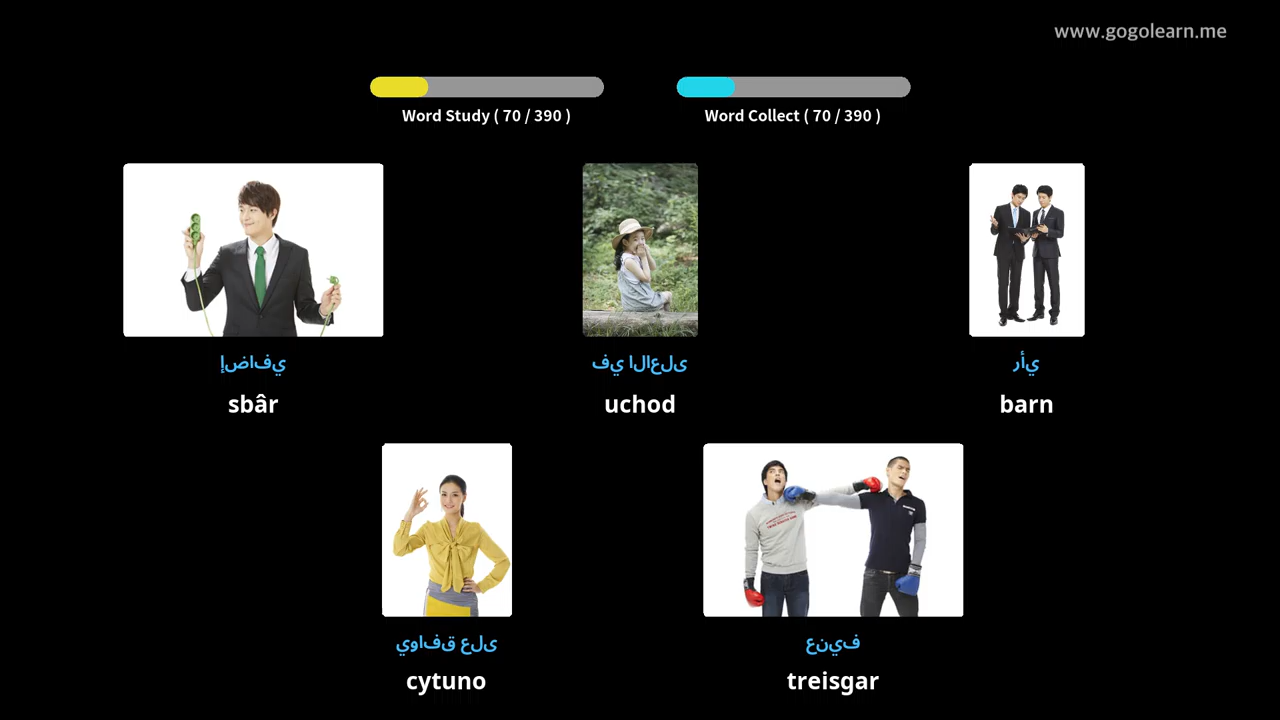 www.gogolearn.me
Word Study ( 70 / 390 )
Word Collect ( 70 / 390 )
إضافي
في الاعلى
رأي
sbâr
uchod
barn
يوافق على
عنيف
cytuno
treisgar